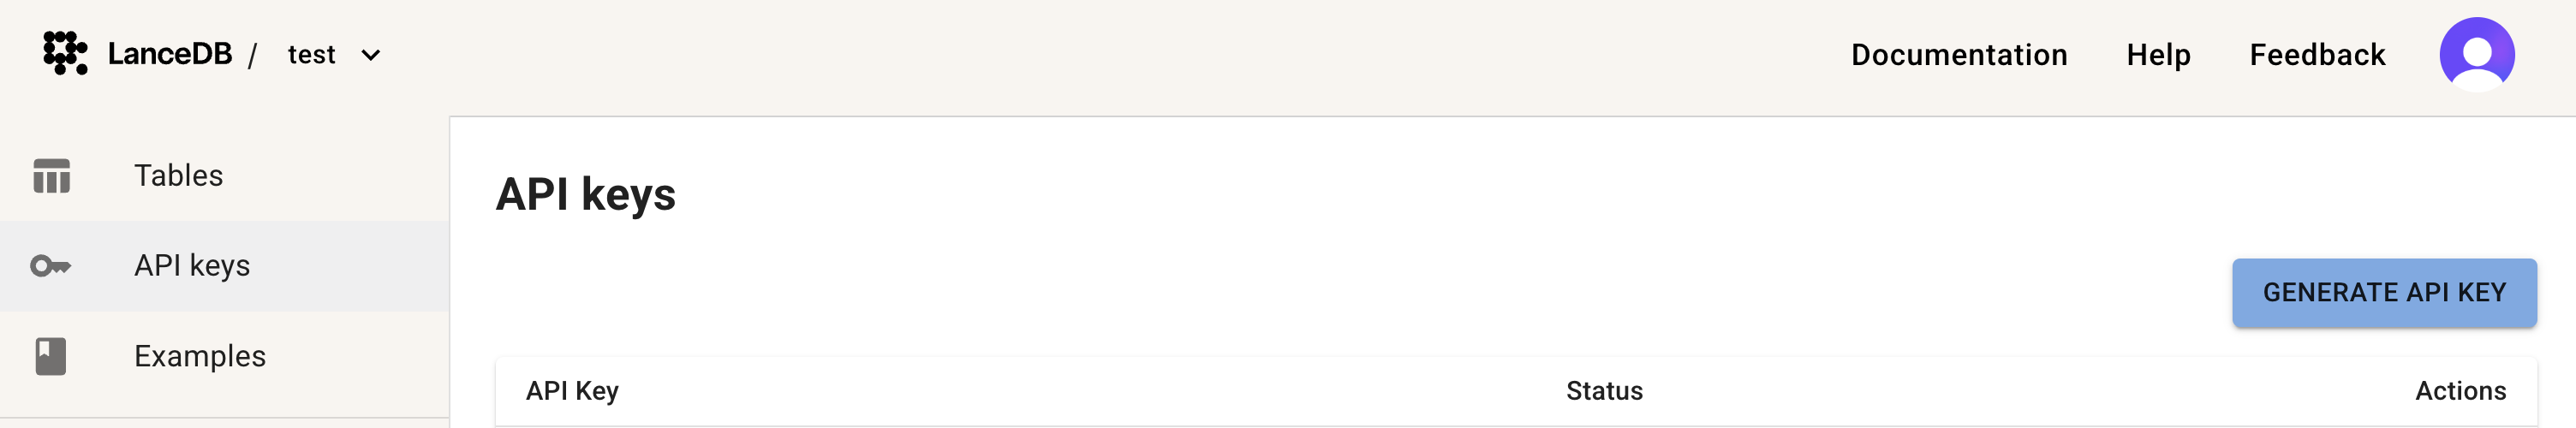 LanceDB / test
Documentation Help Feedback
Tables
API keys
Examples
API keys
GENERATE API KEY
API Key Status Actions